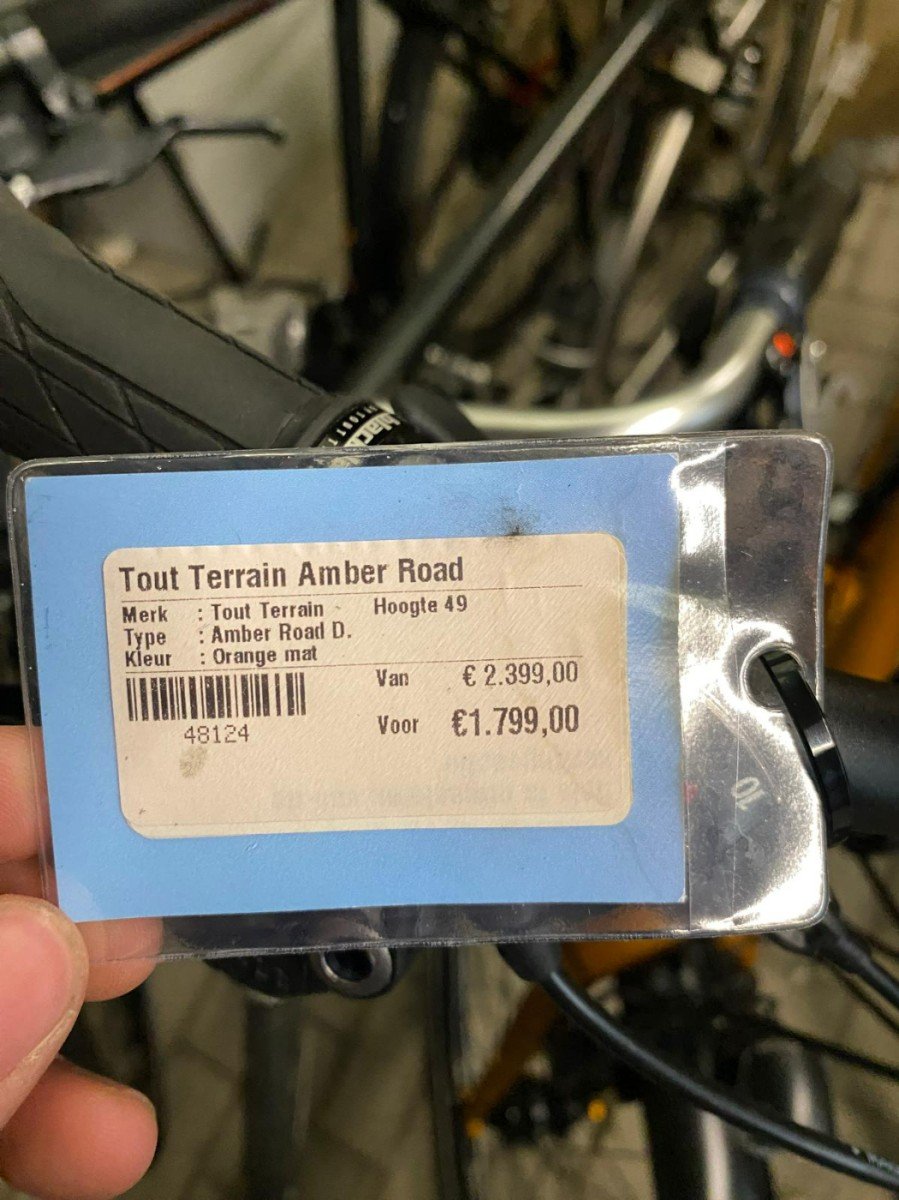 Tout Terrain Amber Road
Merk : Tout Terrain Hoogte 49
Type : Amber Road D.
Kleur : Orange mat
Van € 2.399,00
Voor €1.799,00
48124
10